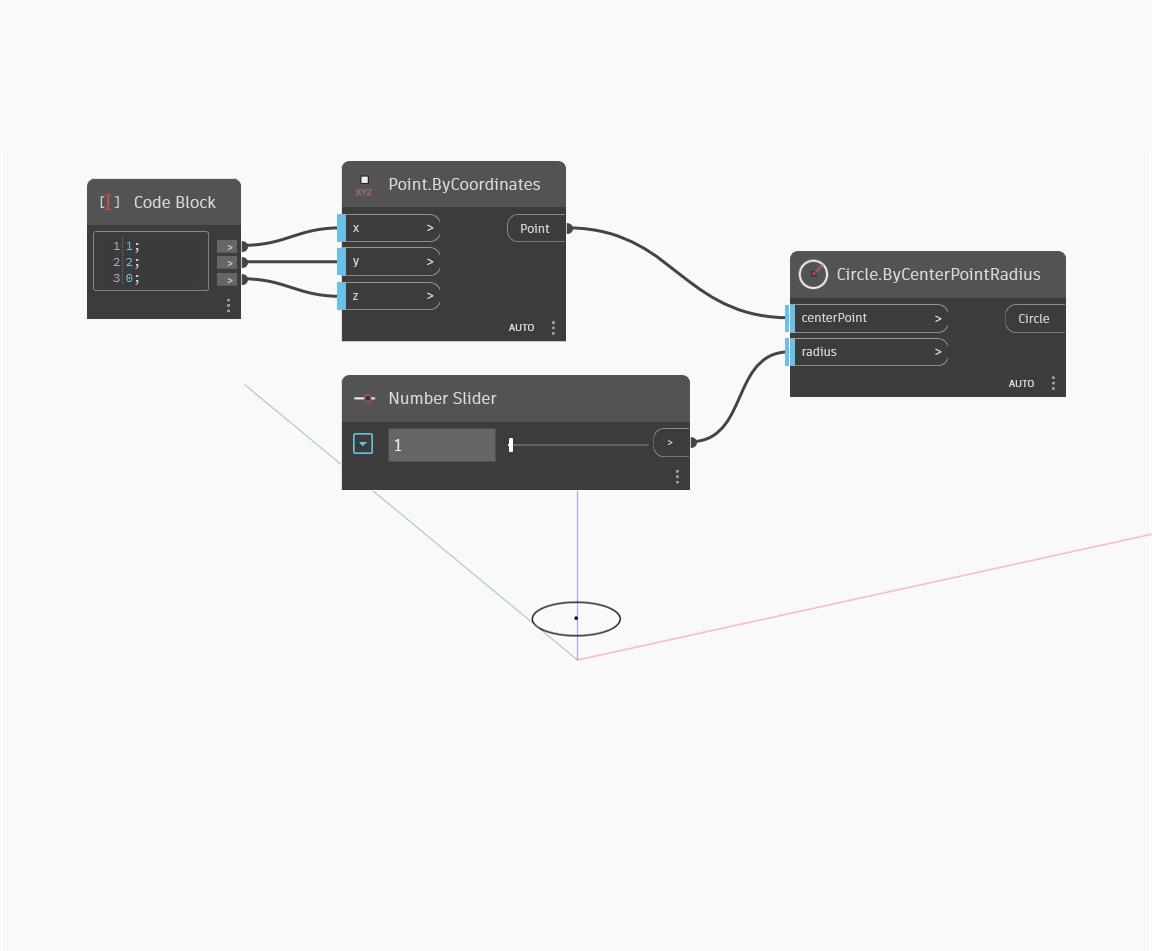 Code Block
1 1;
2 2;
3 0;
>
>
>
XYZ
Point.ByCoordinates
x >
y >
z >
Point
AUTO
Number Slider
1
>
Circle.ByCenterPointRadius
centerPoint >
radius >
Circle
AUTO